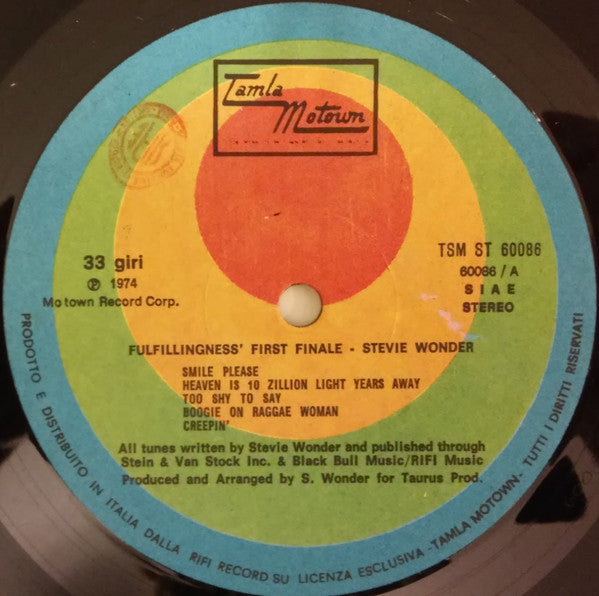 Tamla
Motown
33 giri
℗ 1974
Motown Record Corp.
TSM ST 60086
60086 / A
S I A E
STEREO
FULFILLINGNESS' FIRST FINALE - STEVIE WONDER
SMILE PLEASE
HEAVEN IS 10 ZILLION LIGHT YEARS AWAY
TOO SHY TO SAY
BOOGIE ON RAGGAE WOMAN
CREEPIN'
All tunes written by Stevie Wonder and published through
Stein & Van Stock Inc. & Black Bull Music/RIFI Music
Produced and Arranged by S. Wonder for Taurus Prod.
PRODOTTO E DISTRIBUITO IN ITALIA DALLA RIFI RECORD SU LICENZA ESCLUSIVA -TAMLA MOTOWN- TUTTI I DIRITTI RISERVATI